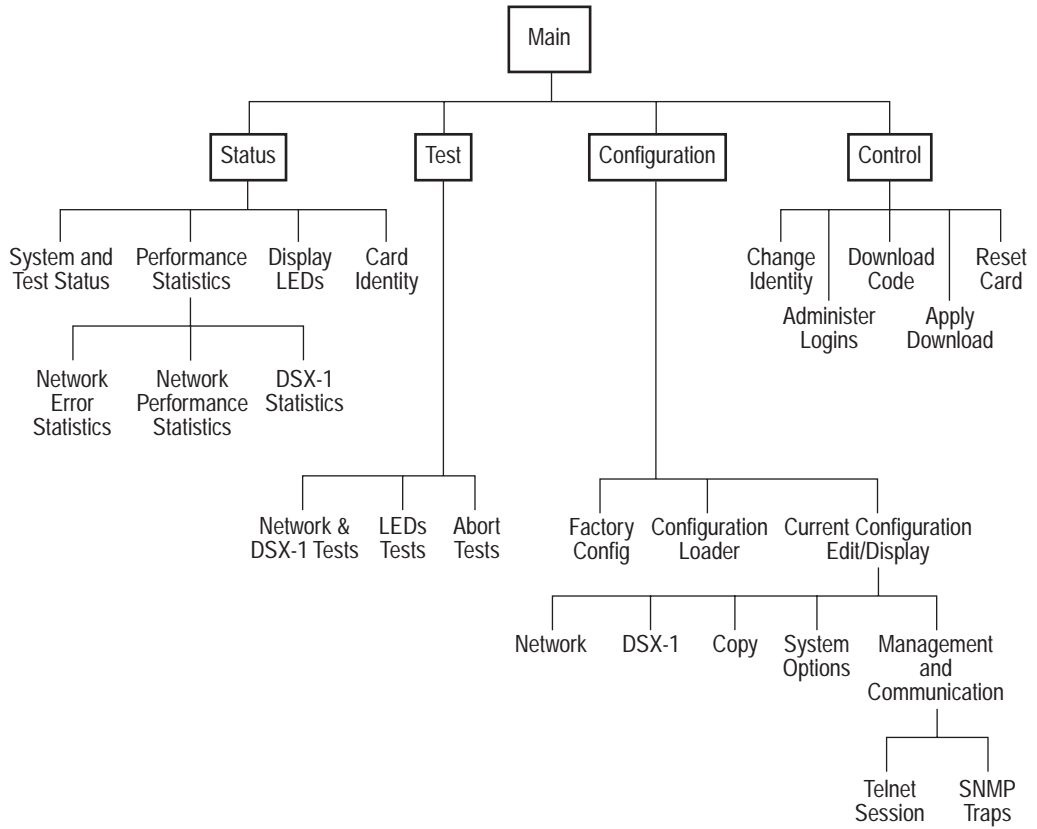 Main
Status
Test
Configuration
Control
System and
Test Status
Performance
Statistics
Display
LEDs
Card
Identity
Change
Identity
Download
Code
Reset
Card
Administer
Logins
Apply
Download
Network
Error
Statistics
Network
Performance
Statistics
DSX-1
Statistics
Network &
DSX-1 Tests
LEDs
Tests
Abort
Tests
Factory
Config
Configuration
Loader
Current Configuration
Edit/Display
Network
DSX-1
Copy
System
Options
Management
and
Communication
Telnet
Session
SNMP
Traps